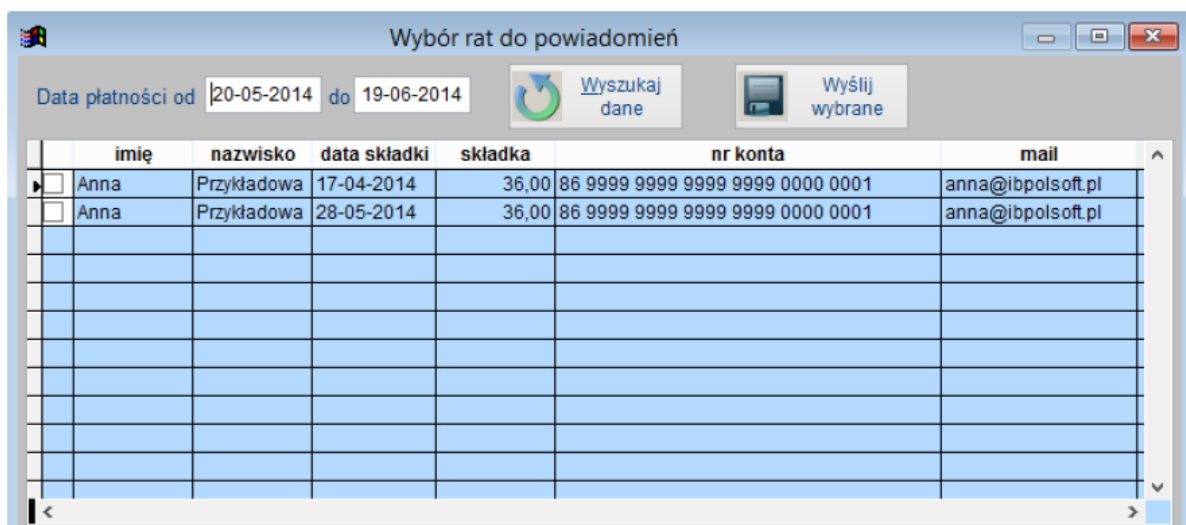 Wybór rat do powiadomień
Data płatności od 20-05-2014 do 19-06-2014 Wyszukaj dane Wyślij wybrane
imię nazwisko data składki składka nr konta mail
Anna Przykładowa 17-04-2014 36,00 86 9999 9999 9999 9999 0000 0001 anna@ibpolsoft.pl
Anna Przykładowa 28-05-2014 36,00 86 9999 9999 9999 9999 0000 0001 anna@ibpolsoft.pl